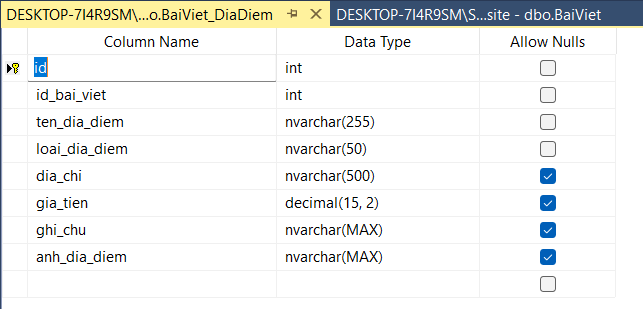 DESKTOP-7I4R9SM\...o.BaiViet_DiaDiem DESKTOP-7I4R9SM\S...site - dbo.BaiViet
Column Name Data Type Allow Nulls
id int
id_bai_viet int
ten_dia_diem nvarchar(255)
loai_dia_diem nvarchar(50)
dia_chi nvarchar(500)
gia_tien decimal(15, 2)
ghi_chu nvarchar(MAX)
anh_dia_diem nvarchar(MAX)